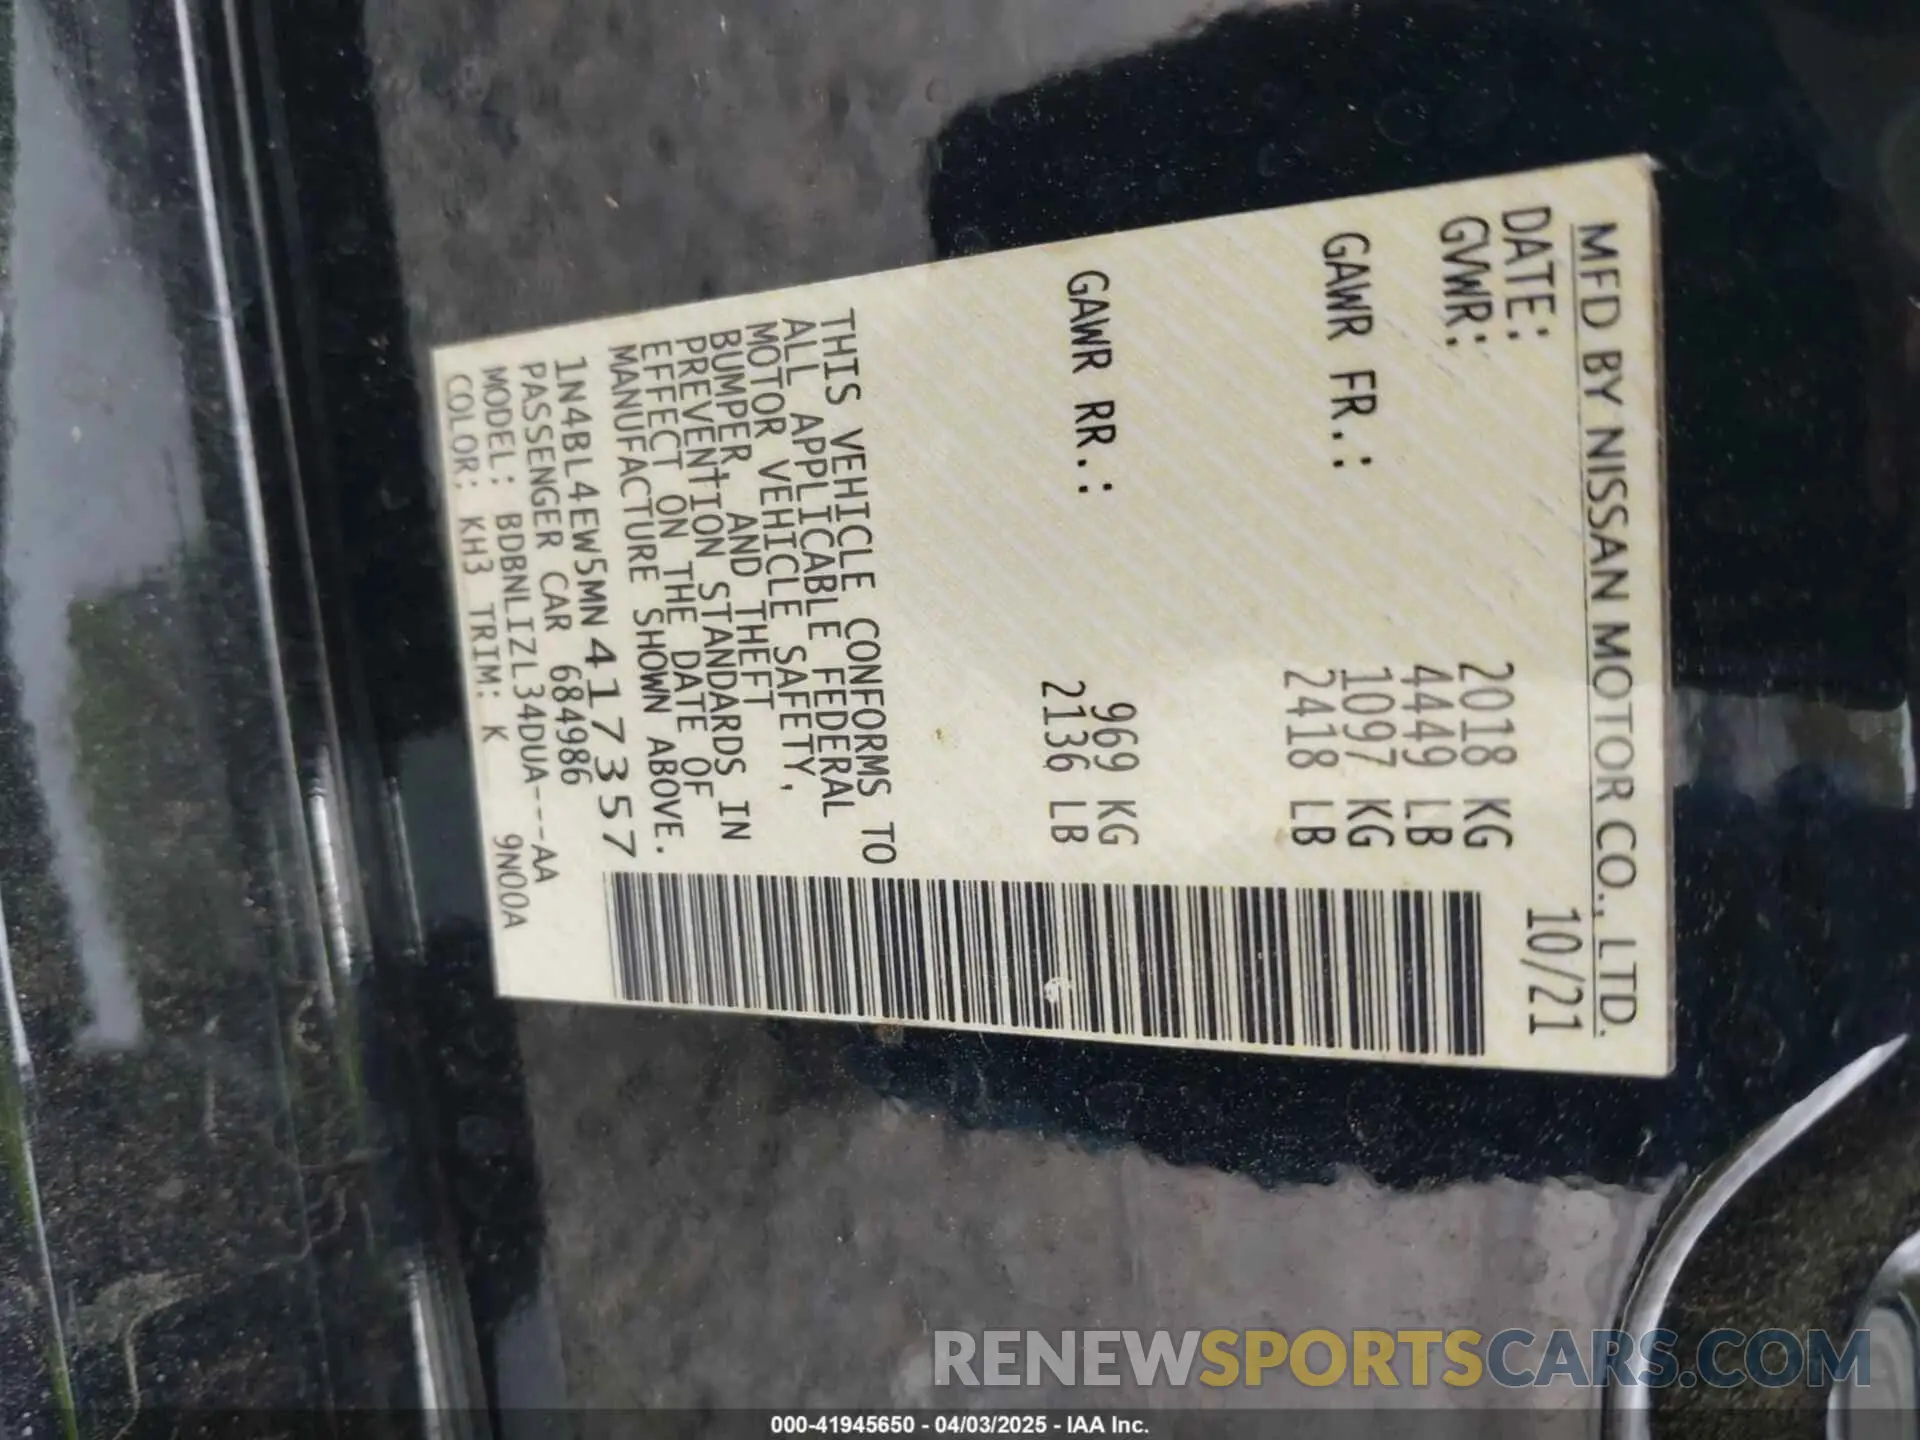 MFD BY NISSAN MOTOR CO., LTD.
DATE: 10/21
GVWR: 2018 KG
4449 LB
GAWR FR.: 1097 KG
2418 LB
GAWR RR.: 969 KG
2136 LB
THIS VEHICLE CONFORMS TO
ALL APPLICABLE FEDERAL
MOTOR VEHICLE SAFETY,
BUMPER, AND THEFT
PREVENTION STANDARDS IN
EFFECT ON THE DATE OF
MANUFACTURE SHOWN ABOVE.
1N4BL4EW5MN417357
PASSENGER CAR 684986
MODEL: BDBNLIZL34DUA---AA
COLOR: KH3 TRIM: K 9N00A
RENEWSPORTSCARS.COM
000-41945650 - 04/03/2025 - IAA Inc.